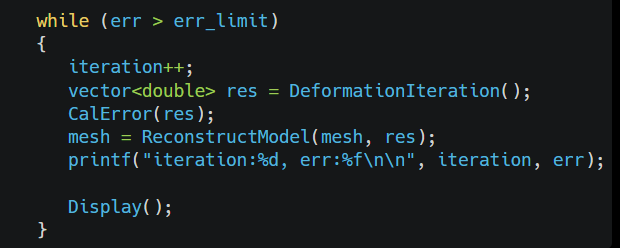 while (err > err_limit)
{
iteration++;
vector<double> res = DeformationIteration();
CalError(res);
mesh = ReconstructModel(mesh, res);
printf("iteration:%d, err:%f\n\n", iteration, err);
Display();
}